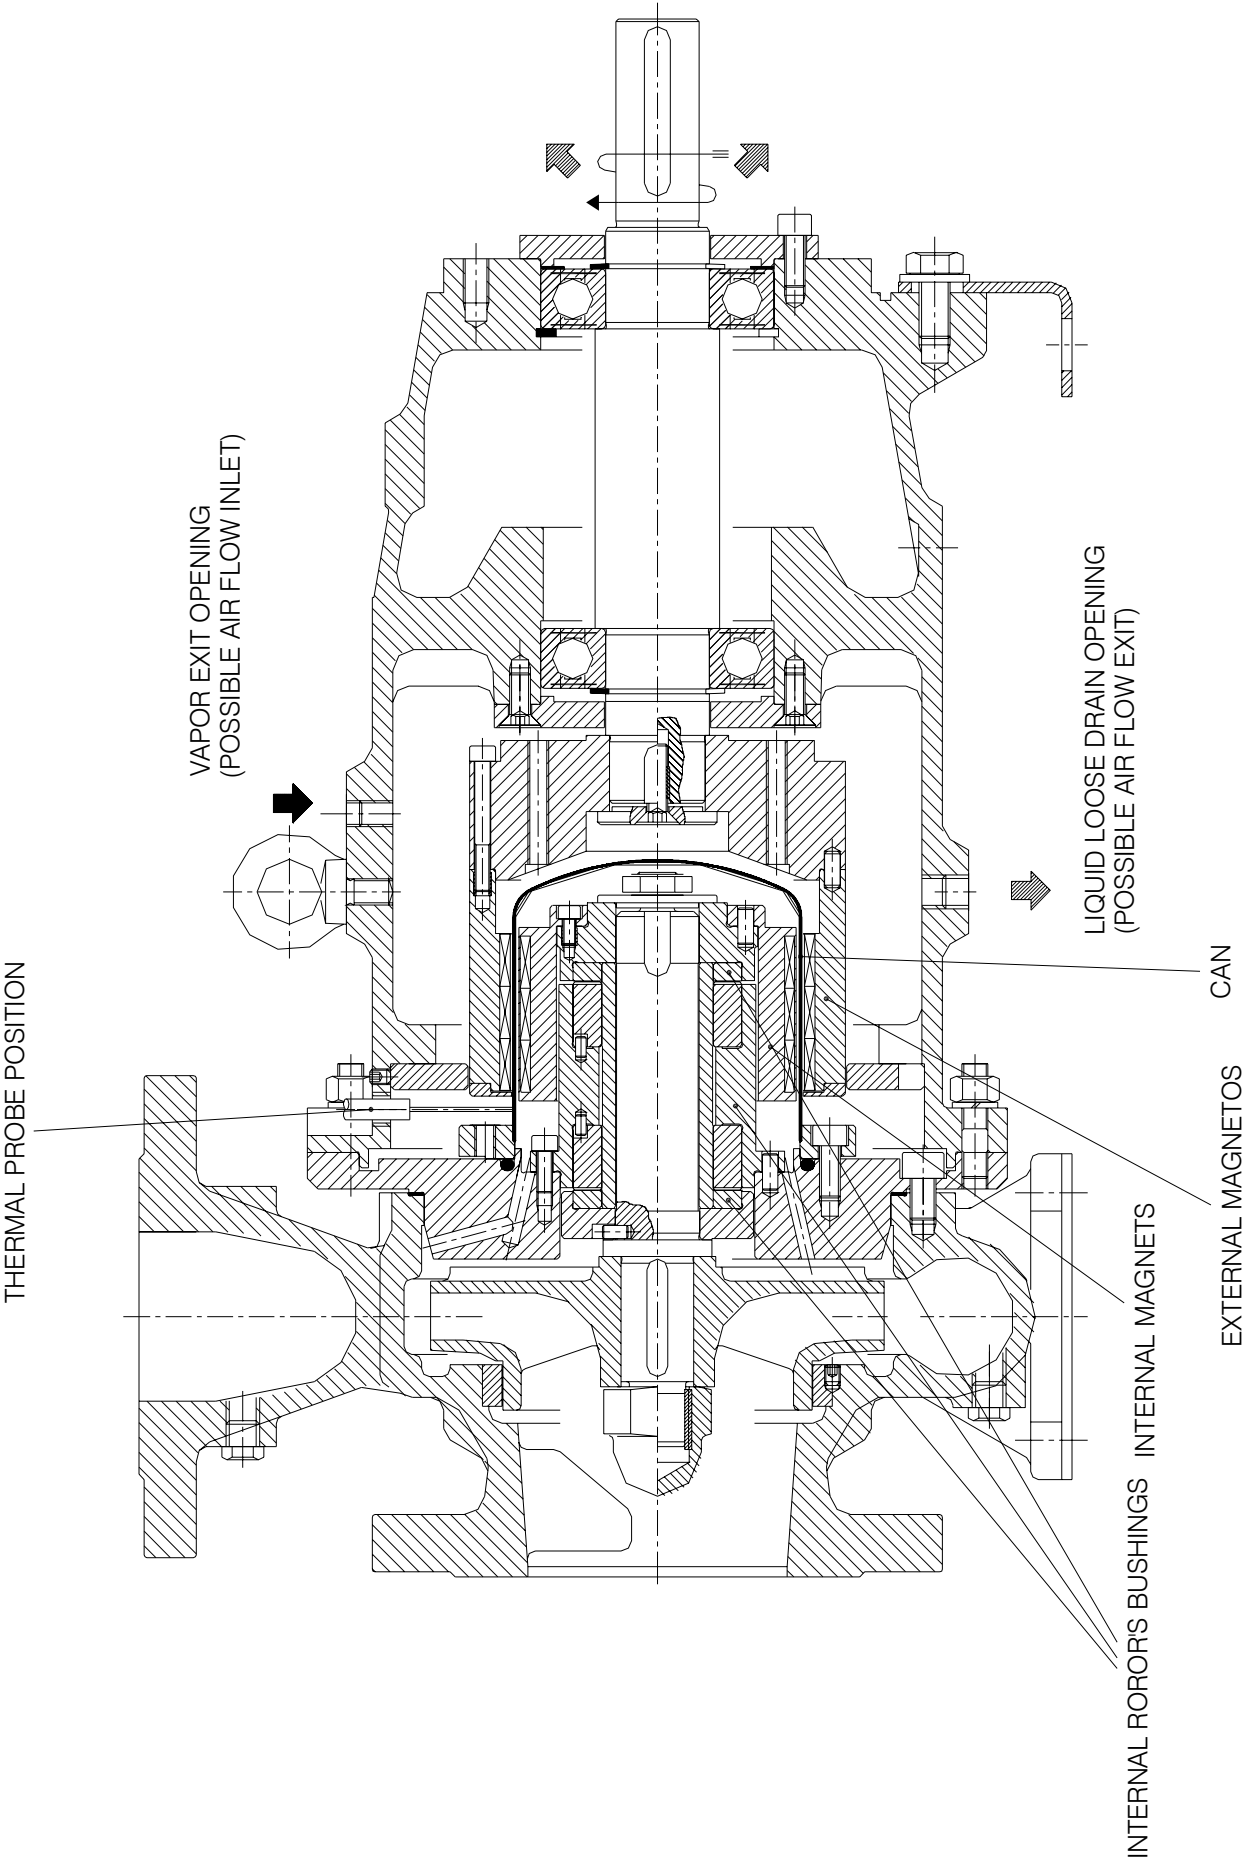 THERMAL PROBE POSITION
VAPOR EXIT OPENING
(POSSIBLE AIR FLOW INLET)
LIQUID LOOSE DRAIN OPENING
(POSSIBLE AIR FLOW EXIT)
CAN
EXTERNAL MAGNETOS
INTERNAL MAGNETS
INTERNAL ROROR'S BUSHINGS